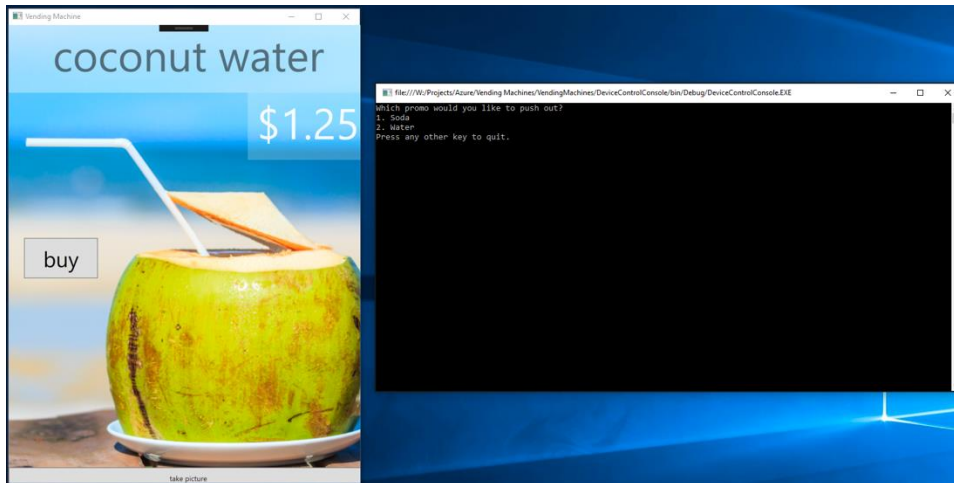 Vending Machine
coconut water
$1.25
buy
take picture
file:///W:/Projects/Azure/Vending Machines/VendingMachines/DeviceControlConsole/bin/Debug/DeviceControlConsole.EXE
Which promo would you like to push out?
1. Soda
2. Water
Press any other key to quit.